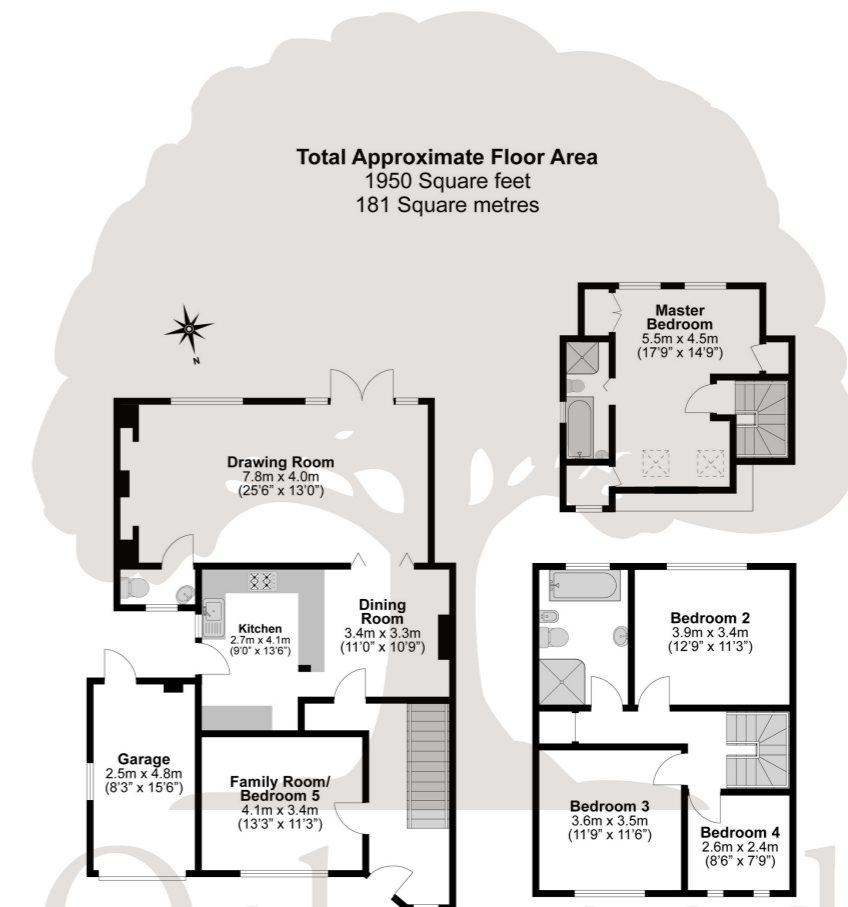 Total Approximate Floor Area
1950 Square feet
181 Square metres
N
Master
Bedroom
5.5m x 4.5m
(17'9" x 14'9")
Drawing Room
7.8m x 4.0m
(25'6" x 13'0")
Kitchen
2.7m x 4.1m
(9'0" x 13'6")
Dining
Room
3.4m x 3.3m
(11'0" x 10'9")
Bedroom 2
3.9m x 3.4m
(12'9" x 11'3")
Garage
2.5m x 4.8m
(8'3" x 15'6")
Family Room/
Bedroom 5
4.1m x 3.4m
(13'3" x 11'3")
Bedroom 3
3.6m x 3.5m
(11'9" x 11'6")
Bedroom 4
2.6m x 2.4m
(8'6" x 7'9")